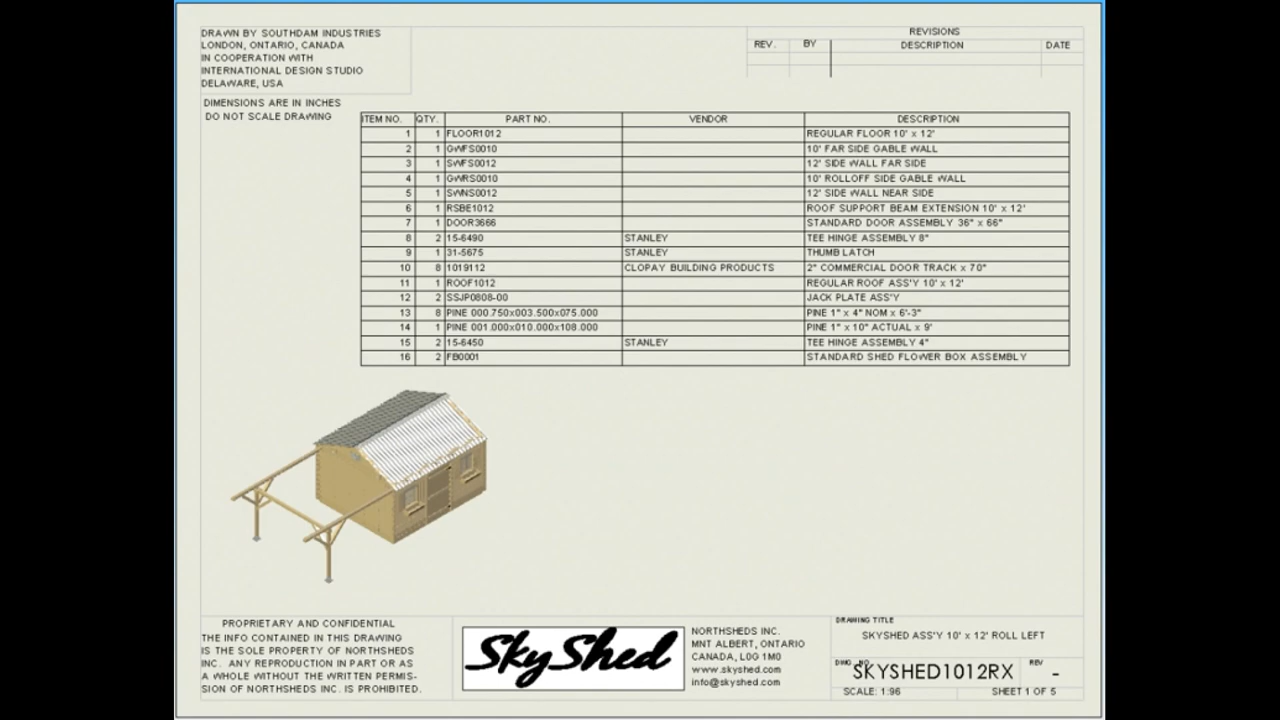 DRAWN BY SOUTHDAM INDUSTRIES
LONDON, ONTARIO, CANADA
IN COOPERATION WITH
INTERNATIONAL DESIGN STUDIO
DELAWARE, USA
DIMENSIONS ARE IN INCHES
DO NOT SCALE DRAWING
REVISIONS
REV. BY DESCRIPTION DATE
ITEM NO. QTY. PART NO. VENDOR DESCRIPTION
1 1 FLOOR1012 REGULAR FLOOR 10' x 12'
2 1 GWFS0010 10' FAR SIDE GABLE WALL
3 1 SWFS0012 12' SIDE WALL FAR SIDE
4 1 GWRS0010 10' ROLLOFF SIDE GABLE WALL
5 1 SWNS0012 12' SIDE WALL NEAR SIDE
6 1 RSBE1012 ROOF SUPPORT BEAM EXTENSION 10' x 12'
7 1 DOOR3666 STANDARD DOOR ASSEMBLY 36" x 66"
8 2 15-6490 STANLEY TEE HINGE ASSEMBLY 8"
9 1 31-5675 STANLEY THUMB LATCH
10 8 1019112 CLOPAY BUILDING PRODUCTS 2" COMMERCIAL DOOR TRACK x 70"
11 1 ROOF1012 REGULAR ROOF ASS'Y 10' x 12'
12 2 SSJP0808-00 JACK PLATE ASS'Y
13 8 PINE 000.750x003.500x075.000 PINE 1" x 4" NOM x 6'-3"
14 1 PINE 001.000x010.000x108.000 PINE 1" x 10" ACTUAL x 9'
15 2 15-6450 STANLEY TEE HINGE ASSEMBLY 4"
16 2 FB0001 STANDARD SHED FLOWER BOX ASSEMBLY
PROPRIETARY AND CONFIDENTIAL
THE INFO CONTAINED IN THIS DRAWING
IS THE SOLE PROPERTY OF NORTHSHEDS
INC. ANY REPRODUCTION IN PART OR AS
A WHOLE WITHOUT THE WRITTEN PERMIS-
SION OF NORTHSHEDS INC. IS PROHIBITED.
SkyShed
NORTHSHEDS INC.
MNT ALBERT, ONTARIO
CANADA, L0G 1M0
www.skyshed.com
info@skyshed.com
DRAWING TITLE
SKYSHED ASS'Y 10' x 12' ROLL LEFT
DWG. NO. SKYSHED1012RX REV -
SCALE: 1:96 SHEET 1 OF 5